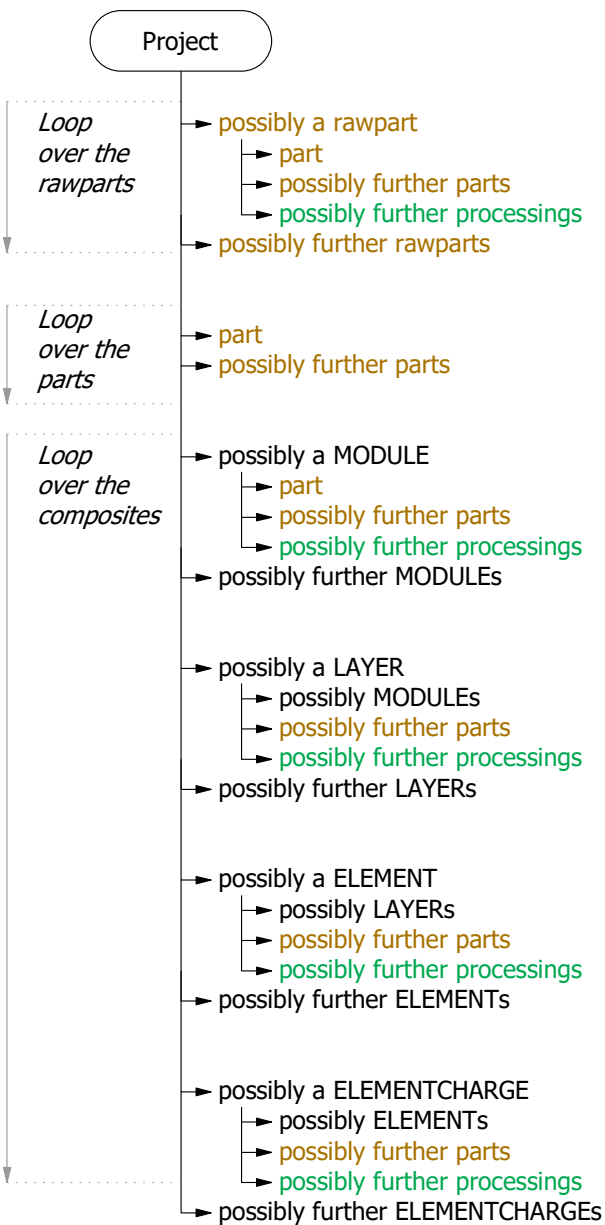 Project
Loop
over the
rawparts
possibly a rawpart
part
possibly further parts
possibly further processings
possibly further rawparts
Loop
over the
parts
part
possibly further parts
Loop
over the
composites
possibly a MODULE
part
possibly further parts
possibly further processings
possibly further MODULEs
possibly a LAYER
possibly MODULEs
possibly further parts
possibly further processings
possibly further LAYERs
possibly a ELEMENT
possibly LAYERs
possibly further parts
possibly further processings
possibly further ELEMENTs
possibly a ELEMENTCHARGE
possibly ELEMENTs
possibly further parts
possibly further processings
possibly further ELEMENTCHARGEs